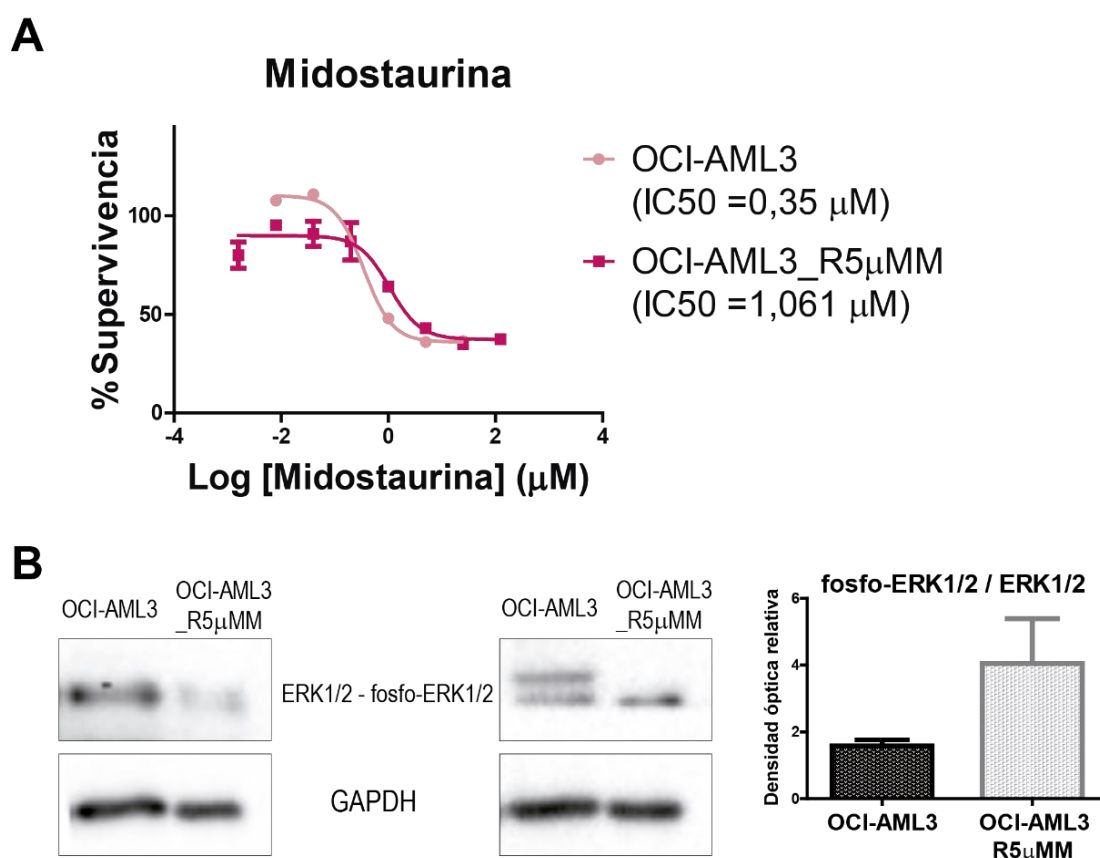 A
Midostaurina
% Supervivencia
100
50
0
-4
-2
0
2
4
Log [Midostaurina] (μM)
OCI-AML3
(IC50 =0,35 μM)
OCI-AML3_R5μMM
(IC50 =1,061 μM)
B
OCI-AML3
OCI-AML3
_R5μMM
ERK1/2 - fosfo-ERK1/2
GAPDH
OCI-AML3
OCI-AML3
_R5μMM
fosfo-ERK1/2 / ERK1/2
Densidad óptica relativa
6
4
2
0
OCI-AML3
OCI-AML3
R5μMM